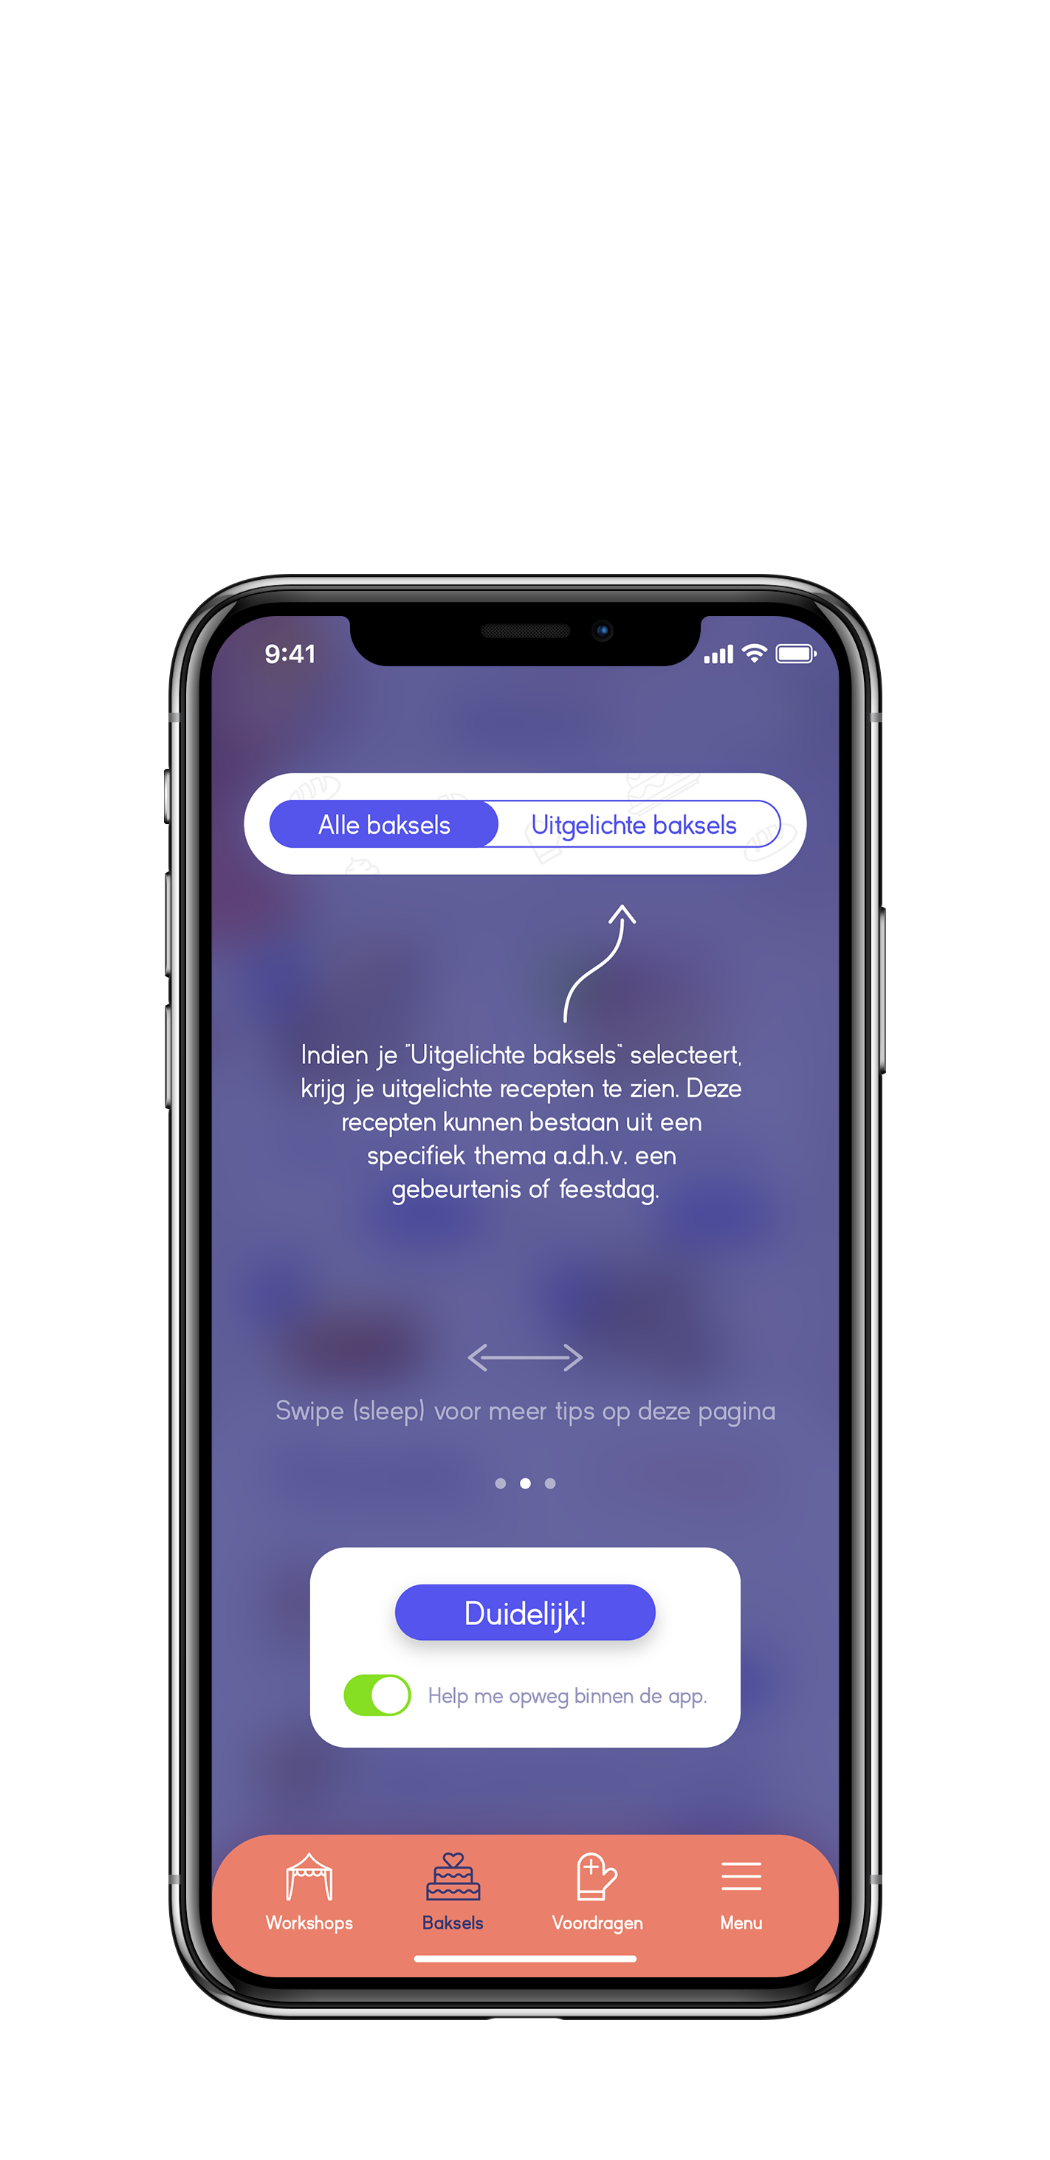 9:41
Alle baksels
Uitgelichte baksels
Indien je "Uitgelichte baksels" selecteert,
krijg je uitgelichte recepten te zien. Deze
recepten kunnen bestaan uit een
specifiek thema a.d.h.v. een
gebeurtenis of feestdag.
Swipe (sleep) voor meer tips op deze pagina
Duidelijk!
Help me opweg binnen de app.
Workshops
Baksels
Voordragen
Menu